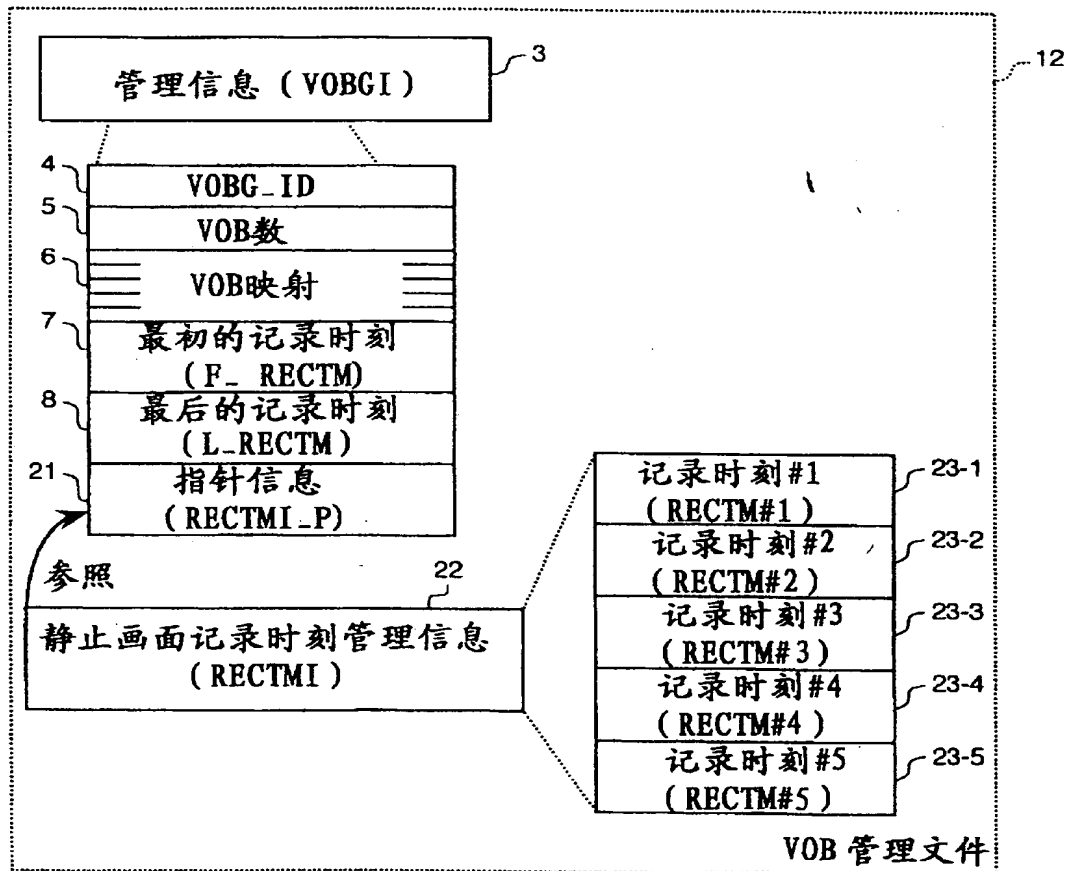 管理信息(VOBGI)
3
12
4
VOBG_ID
5
VOB数
6
VOB映射
7
最初的记录时刻
(F_ RECTM)
8
最后的记录时刻
(L_RECTM)
21
指针信息
(RECTMI_P)
参照
22
静止画面记录时刻管理信息
(RECTMI)
记录时刻#1
(RECTM#1)
23-1
记录时刻#2
(RECTM#2)
23-2
记录时刻#3
(RECTM#3)
23-3
记录时刻#4
(RECTM#4)
23-4
记录时刻#5
(RECTM#5)
23-5
VOB 管理文件